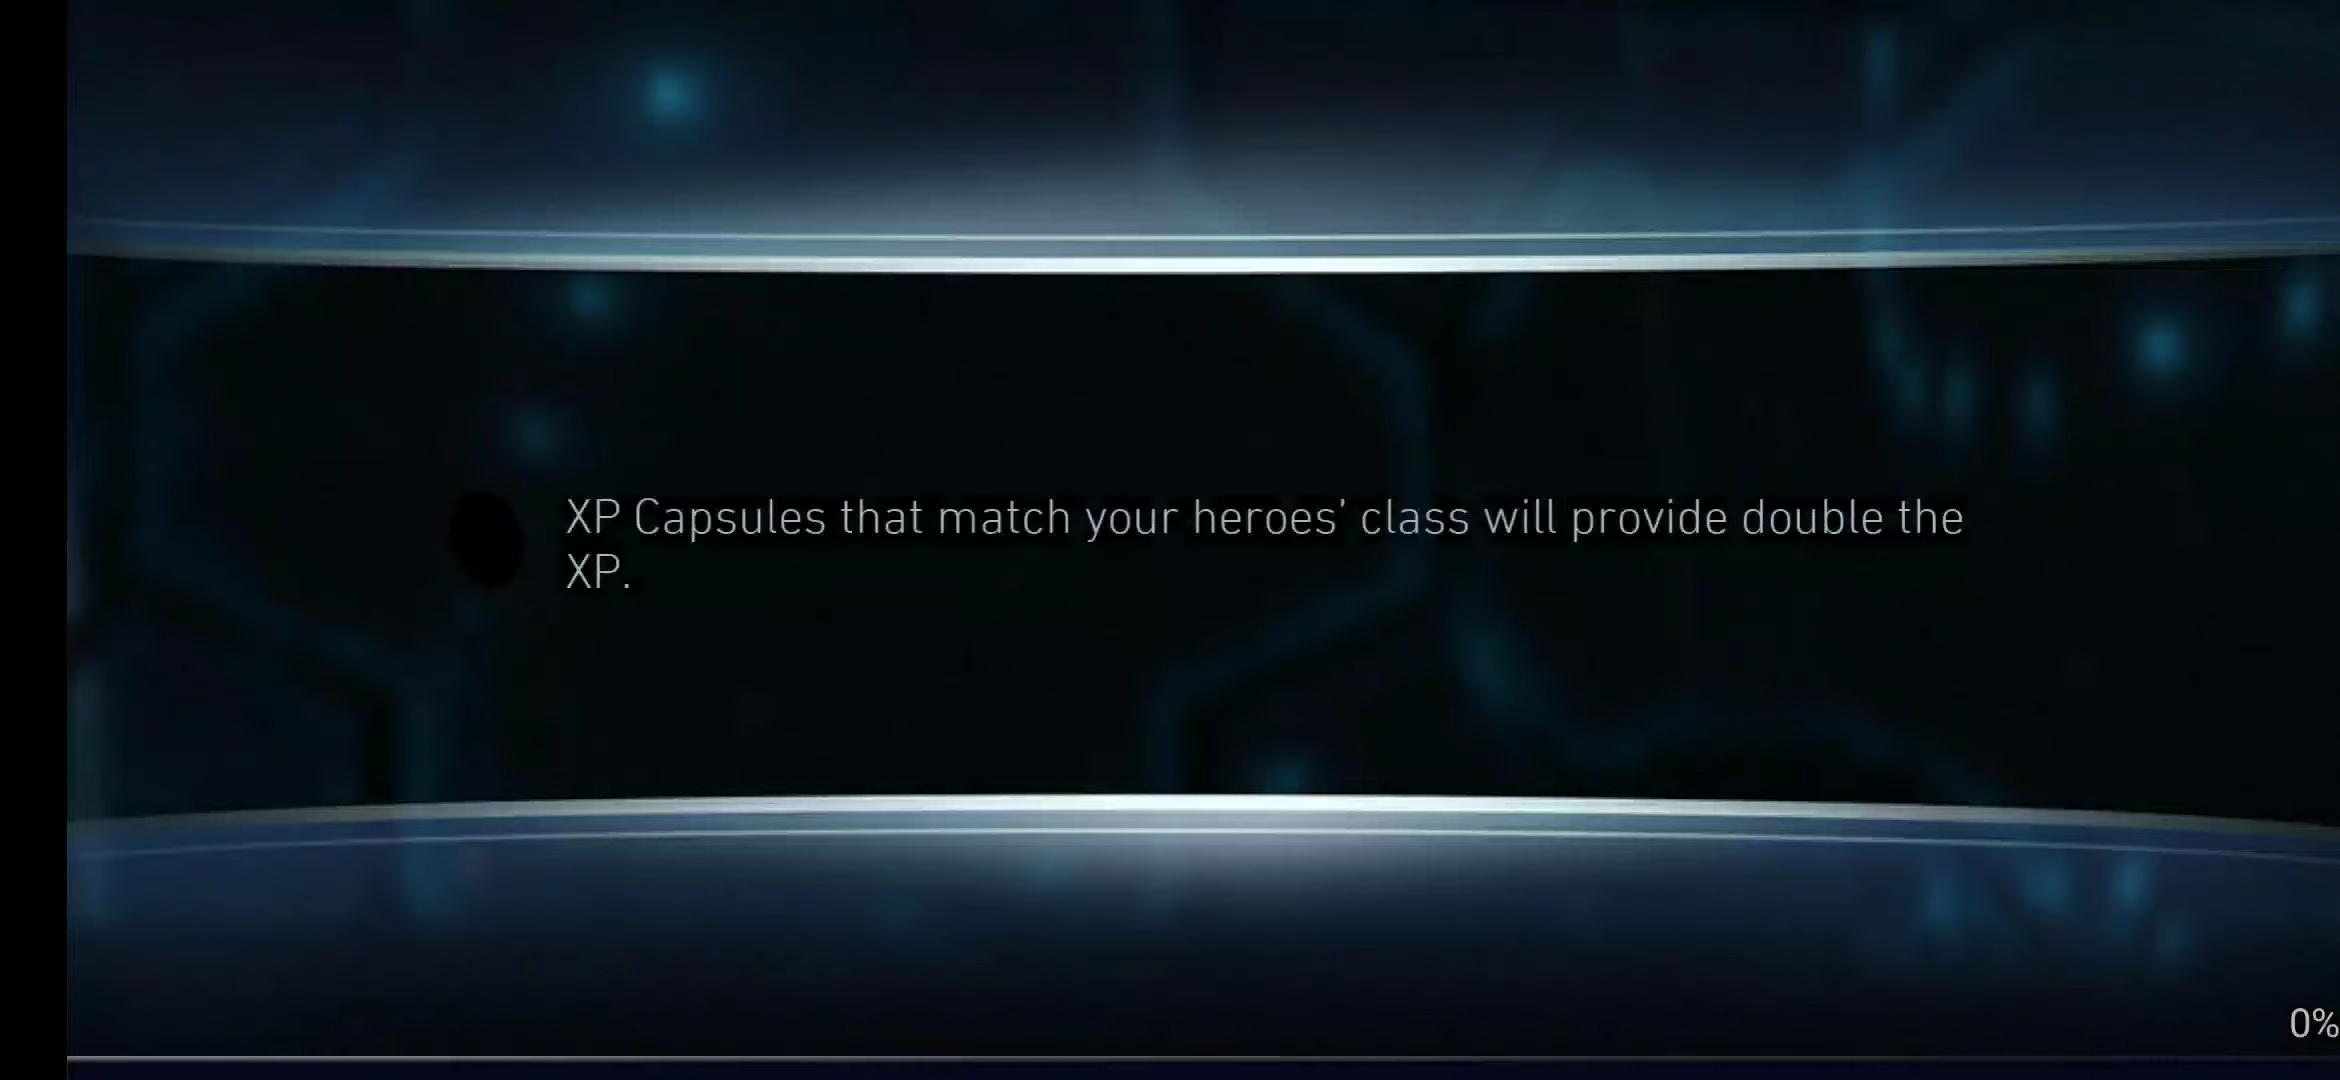 XP Capsules that match your heroes’ class will provide double the
XP.
0%